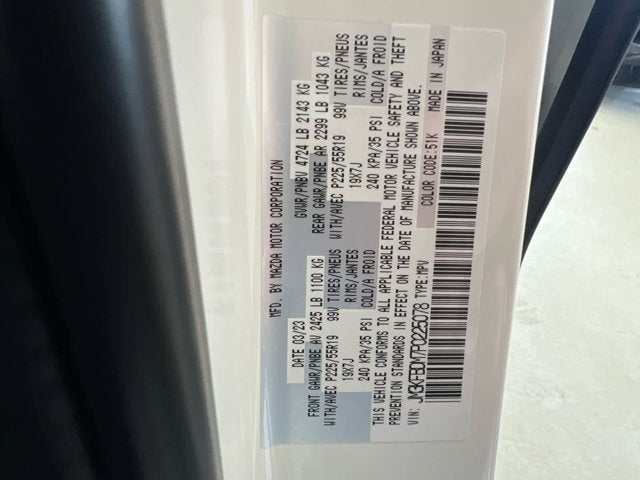 MFD. BY MAZDA MOTOR CORPORATION
DATE 03/23 GVWR/PNBV 4724 LB 2143 KG
FRONT GAWR/PNBE AV 2425 LB 1100 KG REAR GAWR/PNBE AR 2299 LB 1043 KG
WITH/AVEC P225/55R19 99V TIRES/PNEUS WITH/AVEC P225/55R19 99V TIRES/PNEUS
19X7J RIMS/JANTES 19X7J RIMS/JANTES
240 KPA/35 PSI COLD/A FROID 240 KPA/35 PSI COLD/A FROID
THIS VEHICLE CONFORMS TO ALL APPLICABLE FEDERAL MOTOR VEHICLE SAFETY AND THEFT
PREVENTION STANDARDS IN EFFECT ON THE DATE OF MANUFACTURE SHOWN ABOVE.
VIN: JM3KFBDM7P0225078 TYPE:MPV COLOR CODE:51K MADE IN JAPAN